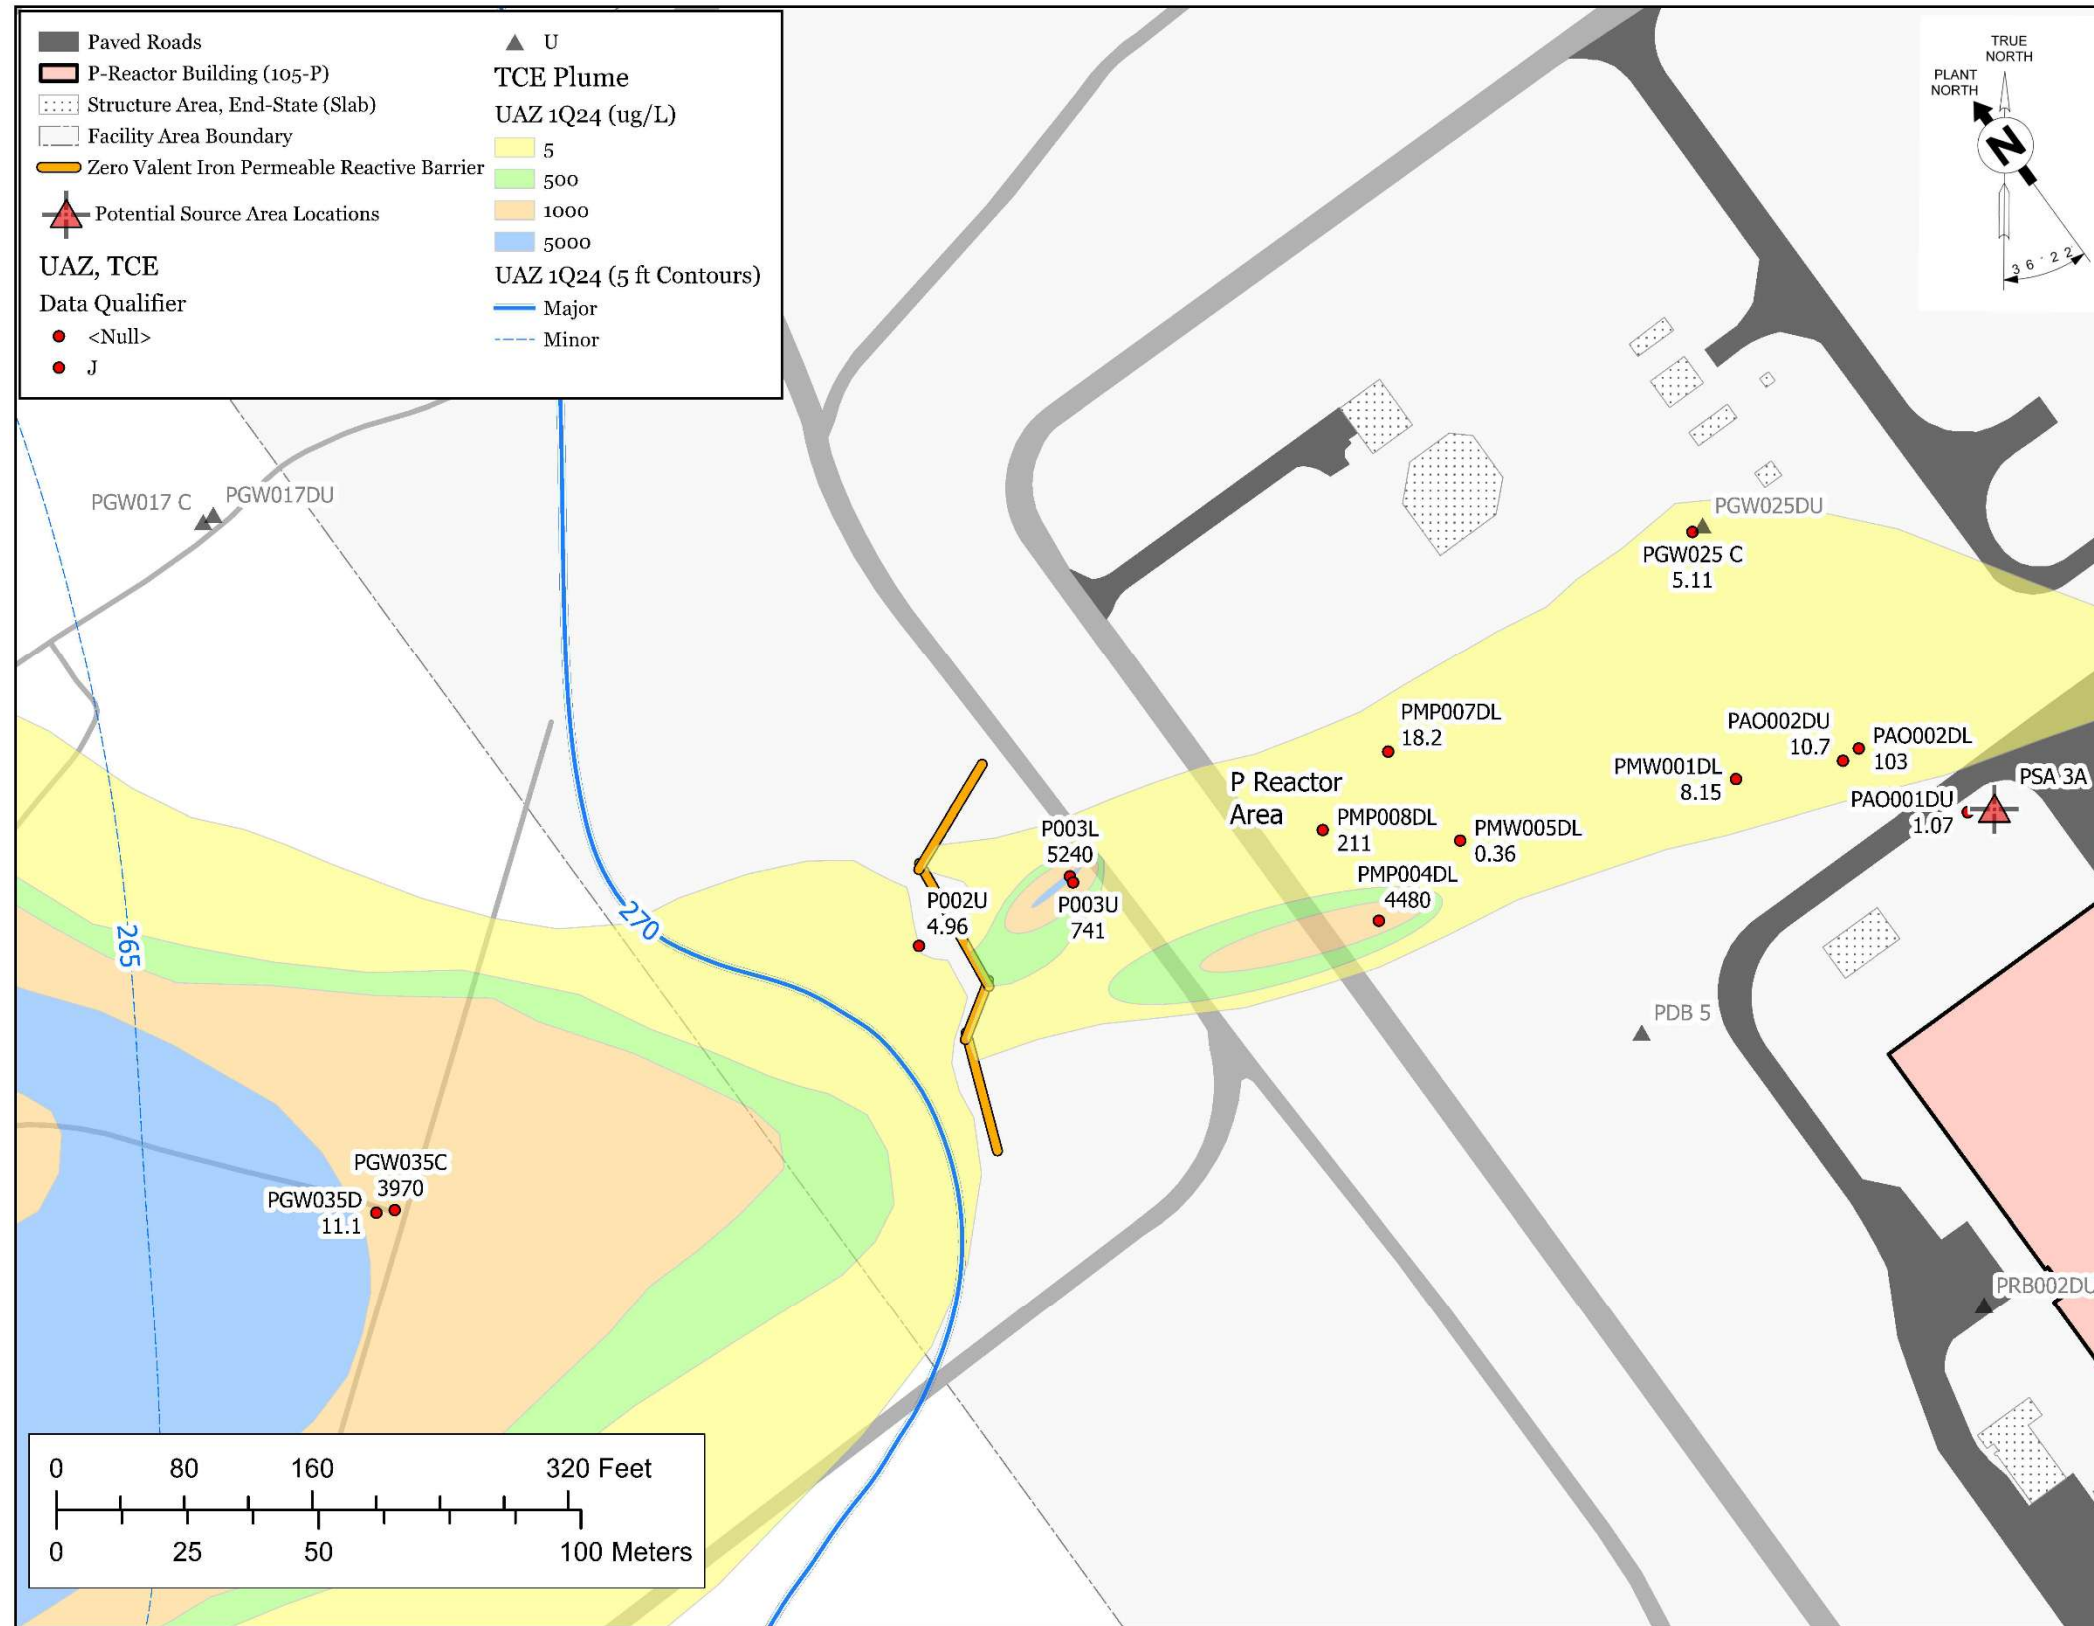 Paved Roads
P-Reactor Building (105-P)
Structure Area, End-State (Slab)
Facility Area Boundary
Zero Valent Iron Permeable Reactive Barrier
Potential Source Area Locations
UAZ, TCE
Data Qualifier
<Null>
J
U
TCE Plume
UAZ 1Q24 (ug/L)
5
500
1000
5000
UAZ 1Q24 (5 ft Contours)
Major
Minor
TRUE
NORTH
PLANT
NORTH
N
36°22'
PGW017 C
PGW017DU
PGW025DU
PGW025 C
5.11
PMP007DL
18.2
PAO002DU
10.7
PAO002DL
103
PMW001DL
8.15
PSA 3A
PAO001DU
1.07
P Reactor
Area
PMP008DL
211
PMW005DL
0.36
P003L
5240
PMP004DL
4480
P002U
4.96
P003U
741
270
265
PDB 5
PGW035C
3970
PGW035D
11.1
PRB002DU
0 80 160 320 Feet
0 25 50 100 Meters